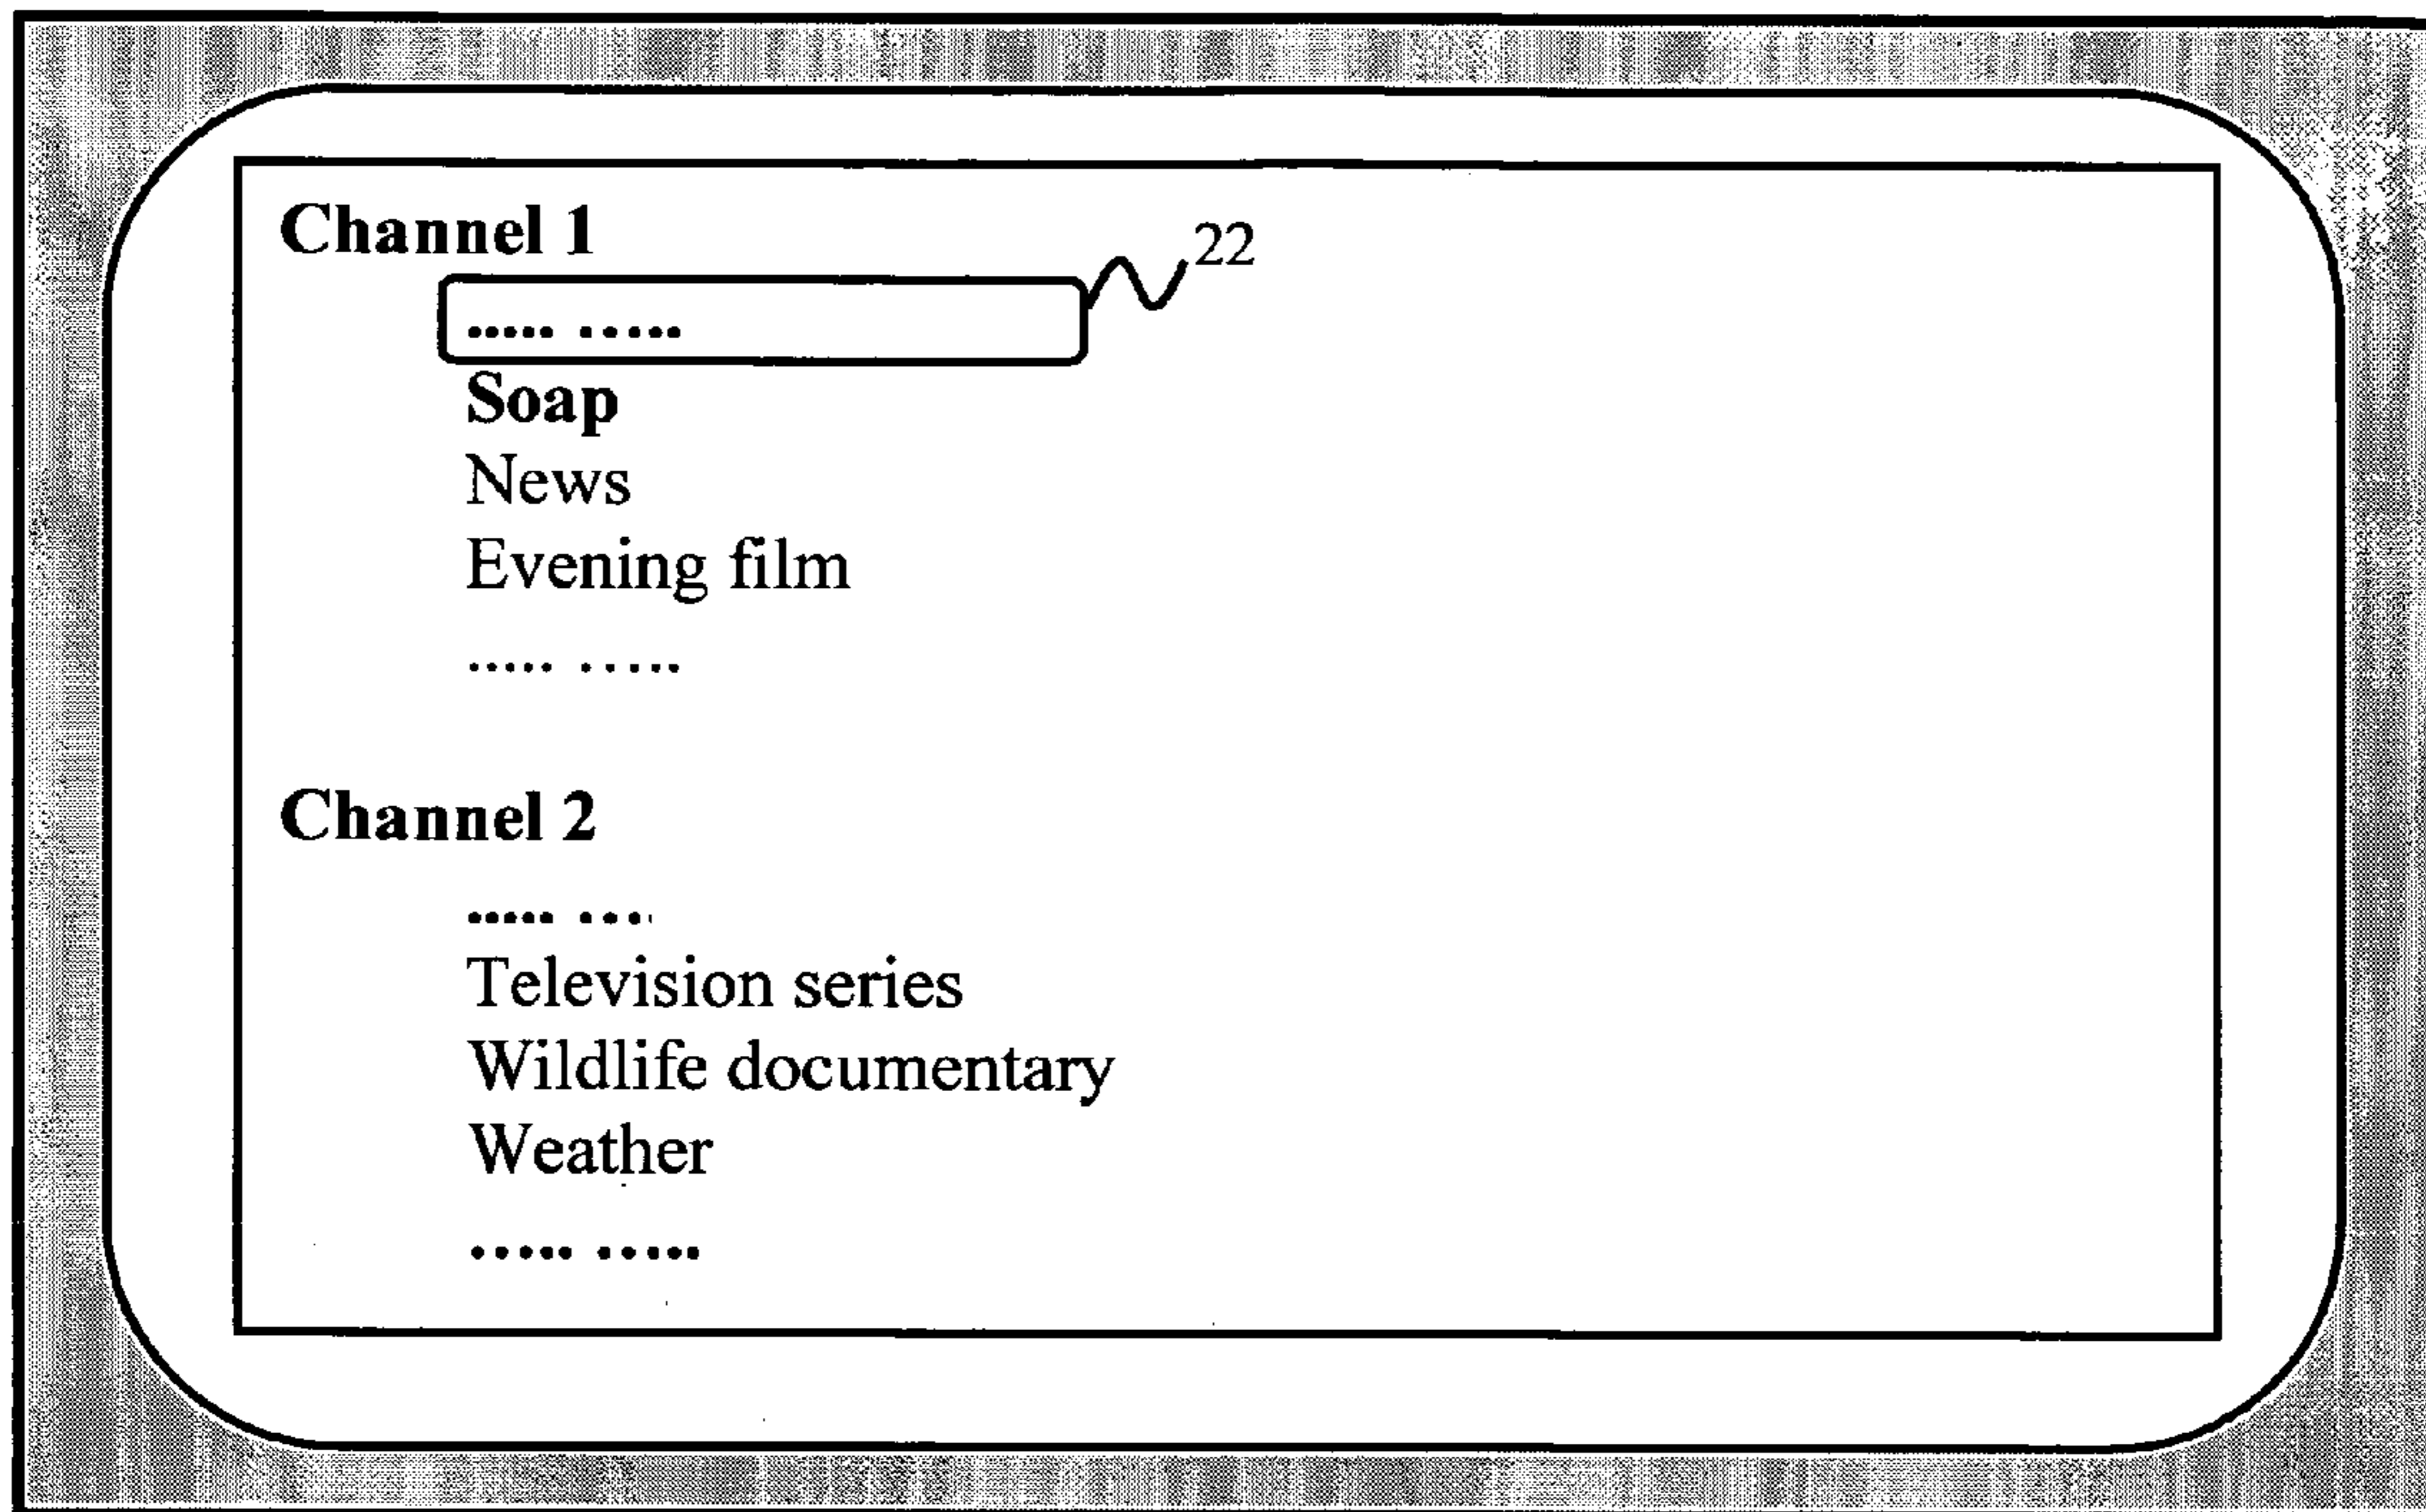 Channel 1
22
..... .....
Soap
News
Evening film
..... .....
Channel 2
..... ....
Television series
Wildlife documentary
Weather
..... .....